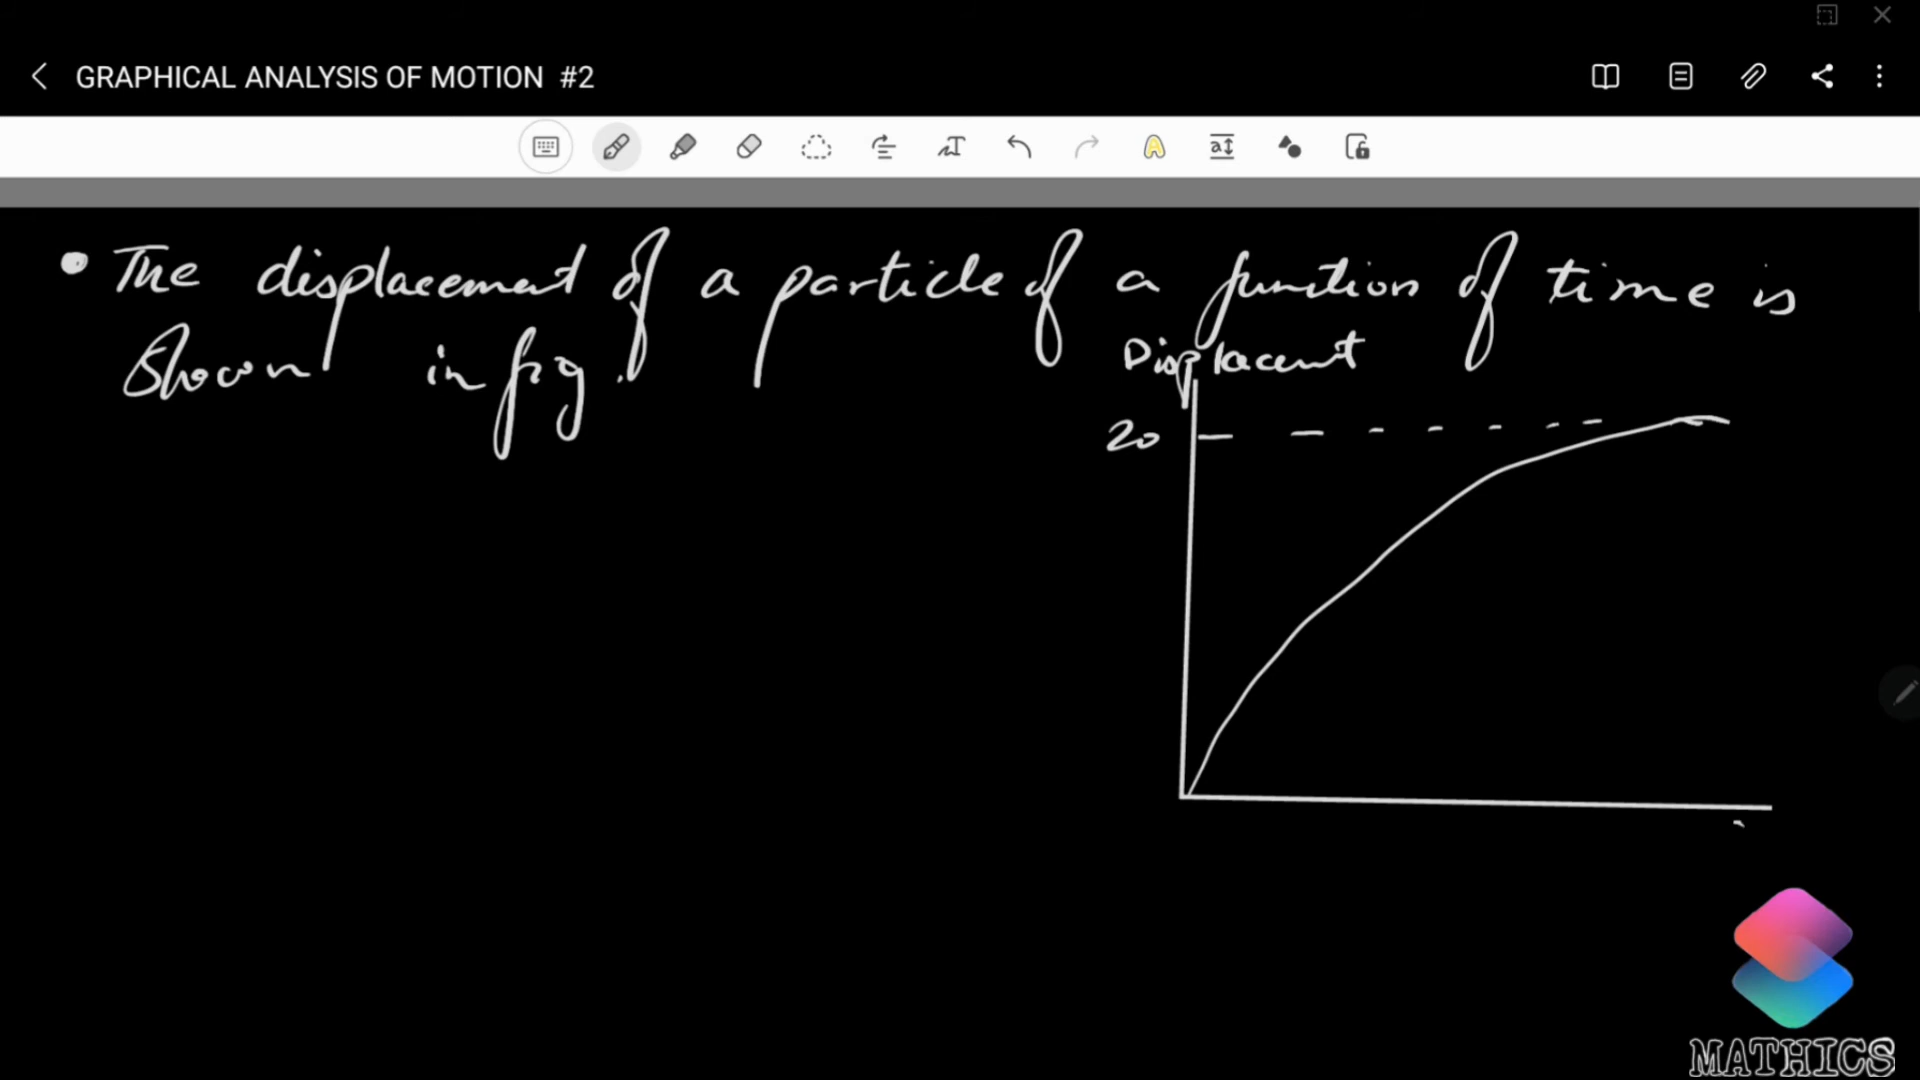 GRAPHICAL ANALYSIS OF MOTION #2
• The displacement of a particle of a function of time is
Shown in fig.
Displacemt
20
MATHICS